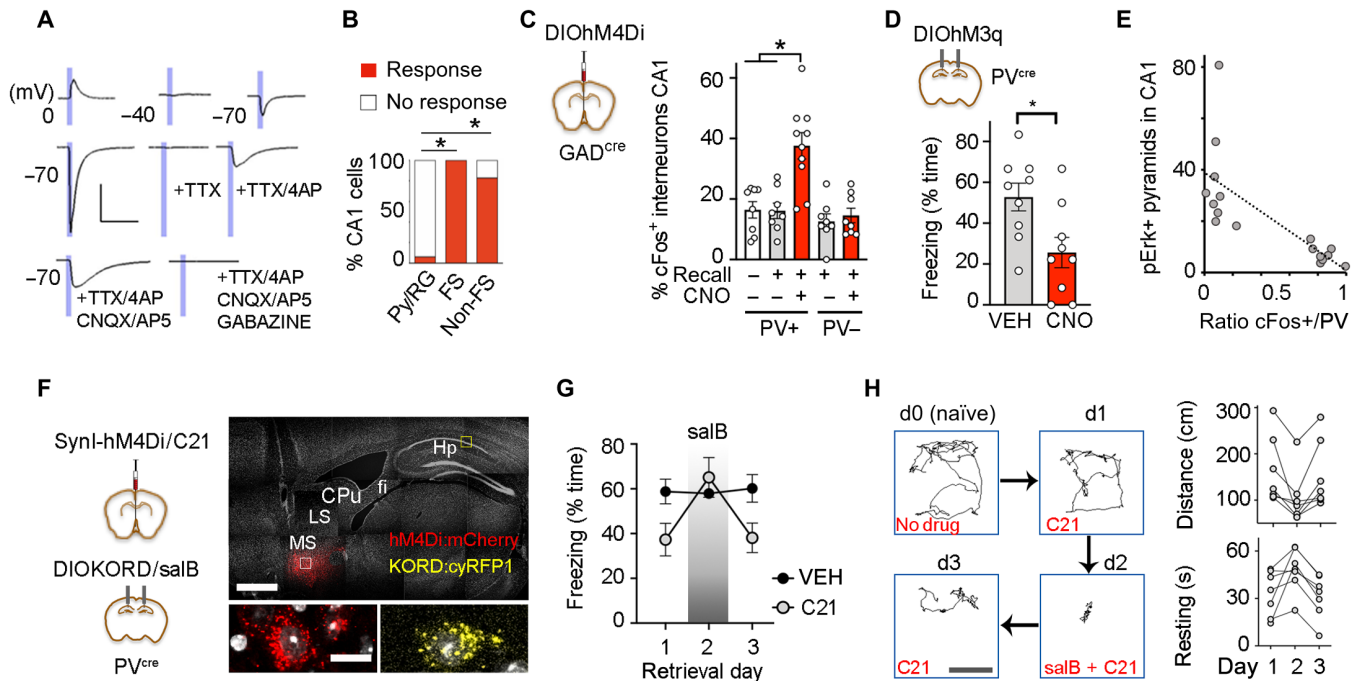 A
(mV)
0
−40
−70
−70
+TTX
+TTX/4AP
−70
+TTX/4AP
CNQX/AP5
+TTX/4AP
CNQX/AP5
GABAZINE
B
Response
No response
*
*
% CA1 cells
100
50
0
Py/RG
FS
Non-FS
C
DIOhM4Di
GADcre
% cFos+ interneurons CA1
60
40
20
0
*
Recall − + + + +
CNO − − + − +
PV+ PV−
D
DIOhM3q
PVcre
*
Freezing (% time)
100
80
60
40
20
0
VEH CNO
E
pErk+ pyramids in CA1
80
40
0
0 0.5 1
Ratio cFos+/PV
F
SynI-hM4Di/C21
DIOKORD/salB
PVcre
Hp
CPu
fi
LS
MS
hM4Di:mCherry
KORD:cyRFP1
G
salB
Freezing (% time)
80
60
40
20
0
VEH
C21
1 2 3
Retrieval day
H
d0 (naïve)
d1
No drug
C21
d3
d2
C21
salB + C21
Distance (cm)
300
200
100
Resting (s)
60
30
0
Day 1 2 3